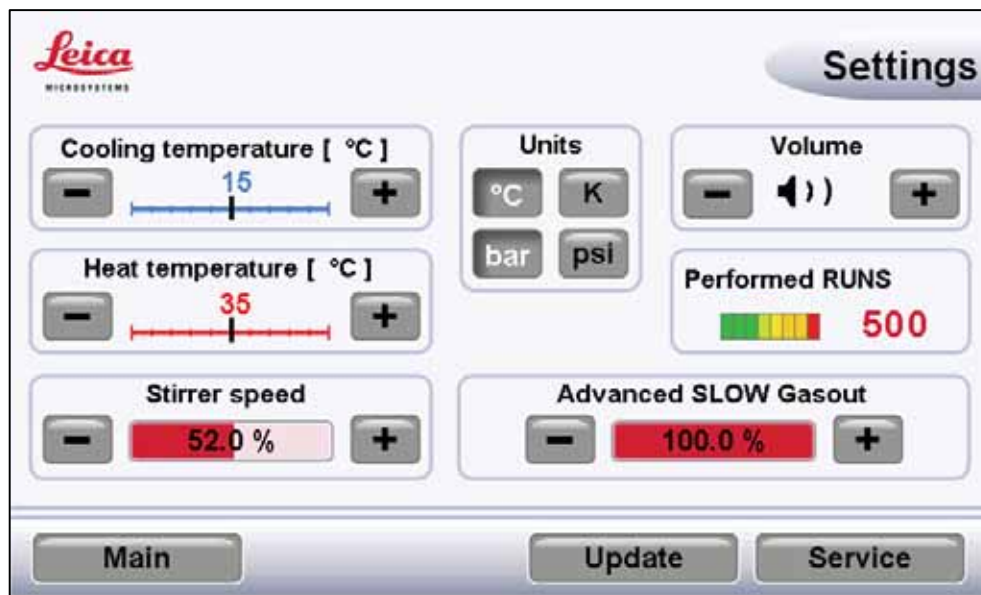 Leica
MICROSYSTEMS
Settings
Cooling temperature [ °C ]
− 15 +
Units
°C K
bar psi
Volume
− +
Heat temperature [ °C ]
− 35 +
Performed RUNS
500
Stirrer speed
− 52.0 % +
Advanced SLOW Gasout
− 100.0 % +
Main
Update
Service